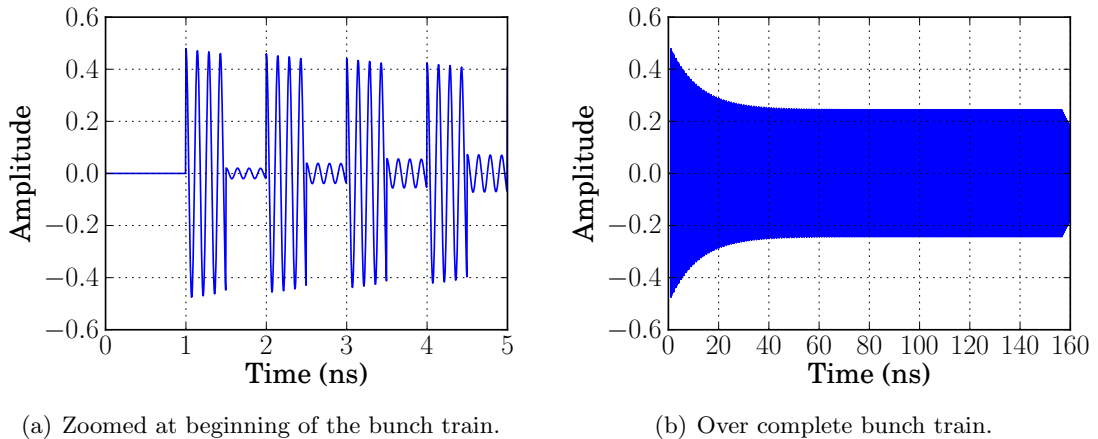 0.6
0.4
0.2
0.0
−0.2
−0.4
−0.6
Amplitude
0 1 2 3 4 5
Time (ns)
(a) Zoomed at beginning of the bunch train.
0.6
0.4
0.2
0.0
−0.2
−0.4
−0.6
Amplitude
0 20 40 60 80 100 120 140 160
Time (ns)
(b) Over complete bunch train.